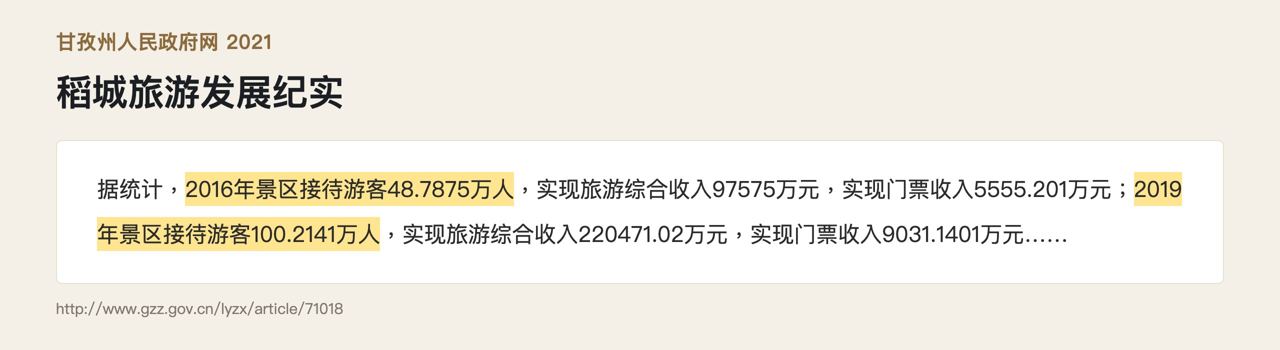 甘孜州人民政府网 2021
稻城旅游发展纪实
据统计，2016年景区接待游客48.7875万人，实现旅游综合收入97575万元，实现门票收入5555.201万元；2019
年景区接待游客100.2141万人，实现旅游综合收入220471.02万元，实现门票收入9031.1401万元……
http://www.gzz.gov.cn/lyzx/article/71018